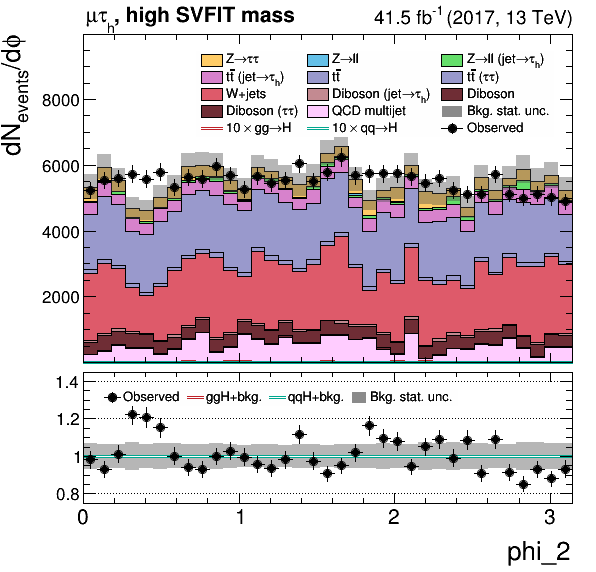 μτₕ, high SVFIT mass 41.5 fb⁻¹ (2017, 13 TeV)
dN_events/dϕ
Z→ττ Z→ll Z→ll (jet→τₕ)
tt̄ (jet→τₕ) tt̄ tt̄ (ττ)
W+jets Diboson (jet→τₕ) Diboson
Diboson (ττ) QCD multijet Bkg. stat. unc.
10 × gg→H 10 × qq→H Observed
8000
6000
4000
2000
Observed ggH+bkg. qqH+bkg. Bkg. stat. unc.
1.4
1.2
1.0
0.8
0 1 2 3
phi_2